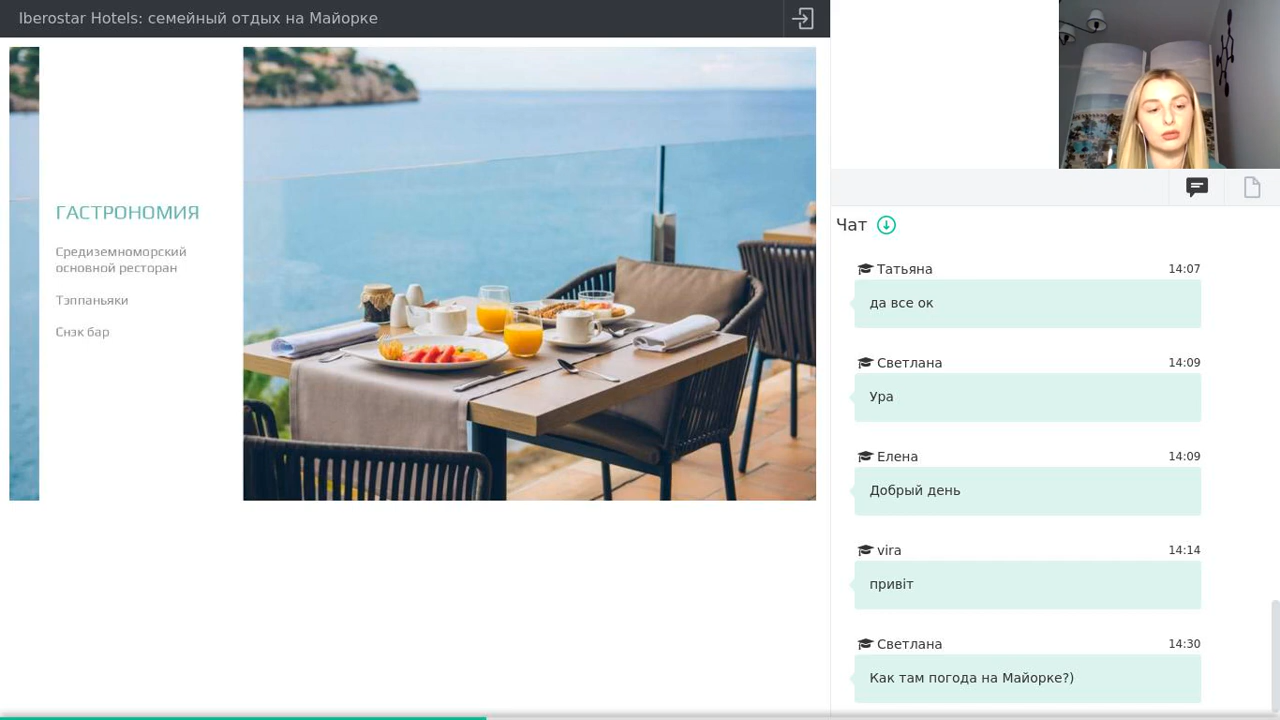 Iberostar Hotels: семейный отдых на Майорке
ГАСТРОНОМИЯ
Средиземноморский
основной ресторан
Тэппаньяки
Снэк бар
Чат
Татьяна 14:07
да все ок
Светлана 14:09
Ура
Елена 14:09
Добрый день
vira 14:14
привіт
Светлана 14:30
Как там погода на Майорке?)